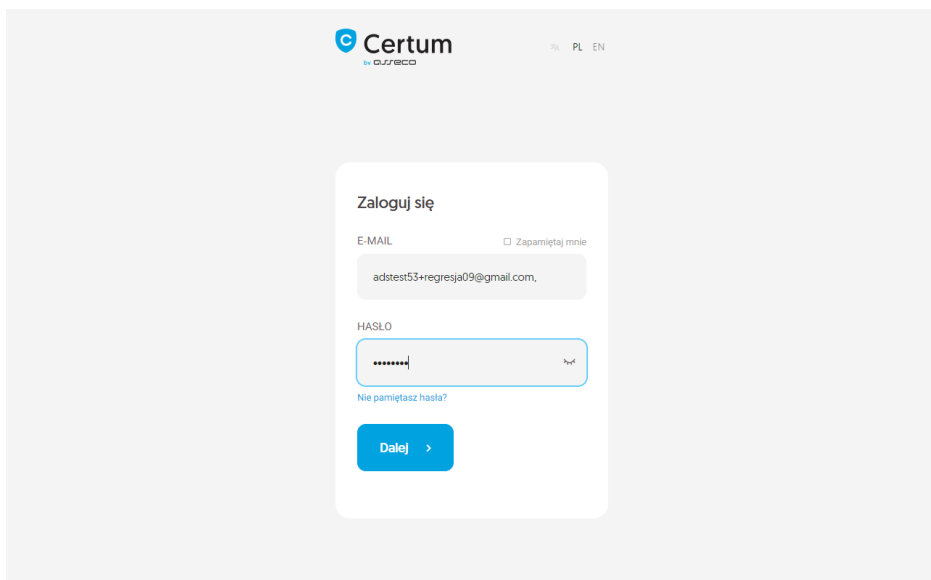 Certum
by asseco
PL EN
Zaloguj się
E-MAIL
Zapamiętaj mnie
adstest53+regresja09@gmail.com,
HASŁO
••••••••
Nie pamiętasz hasła?
Dalej